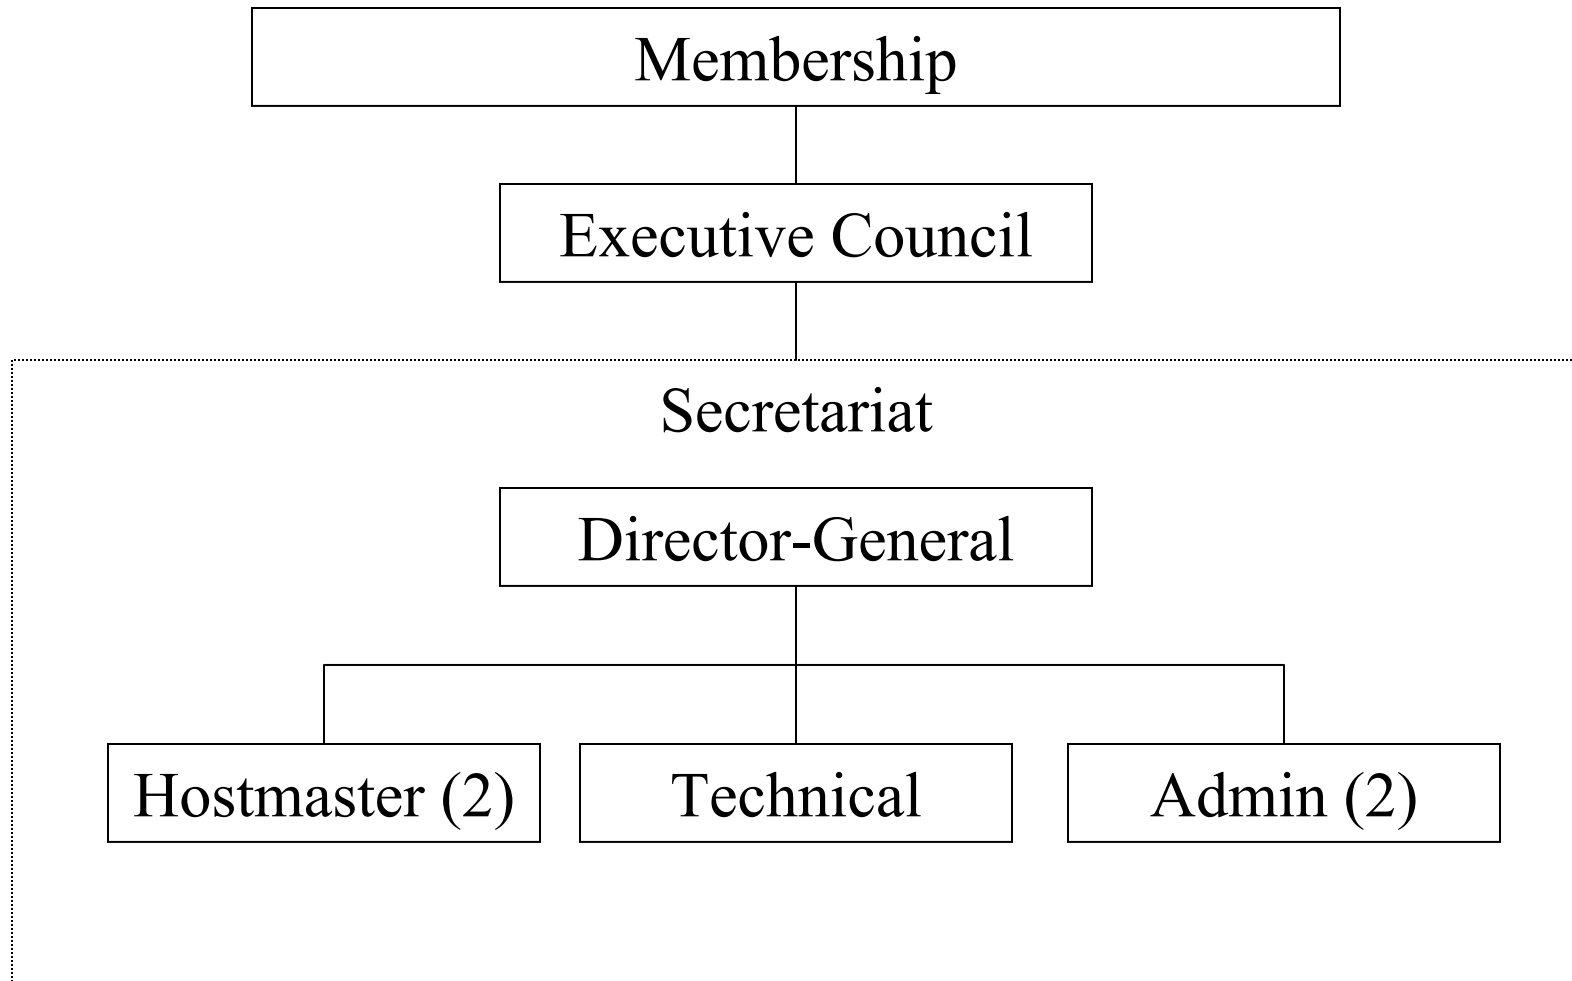 Membership
Executive Council
Secretariat
Director-General
Hostmaster (2)
Technical
Admin (2)